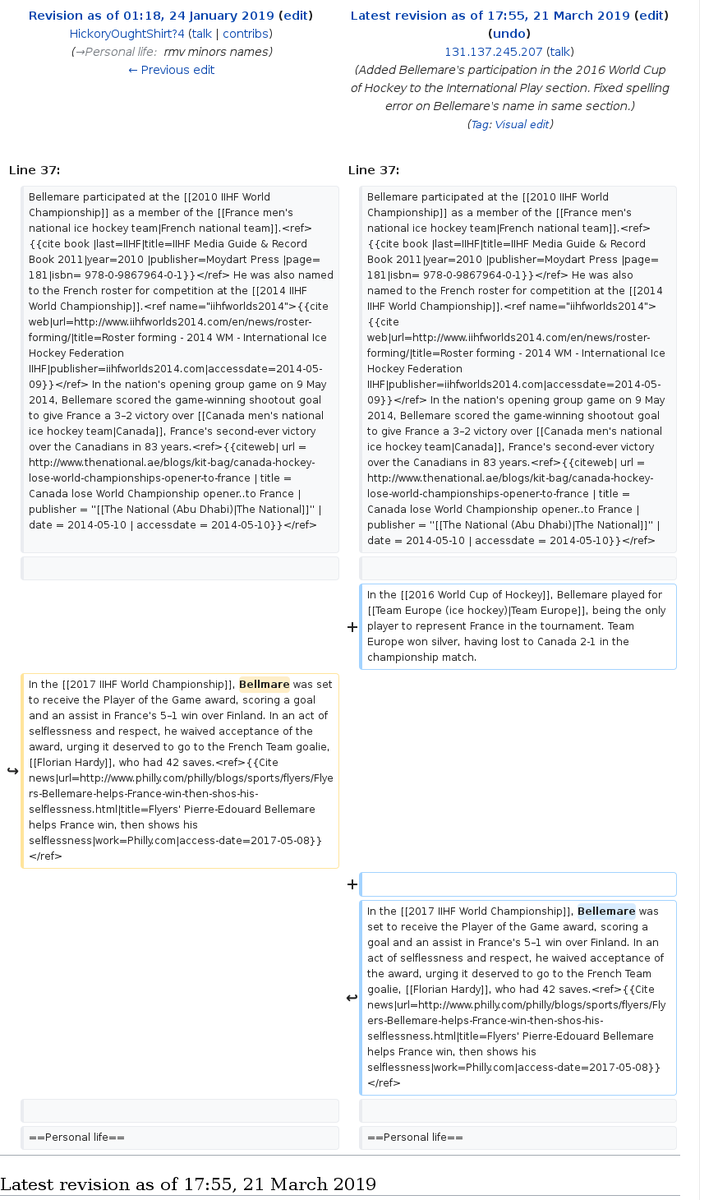 Revision as of 01:18, 24 January 2019 (edit)
HickoryOughtShirt?4 (talk | contribs)
(→Personal life: rmv minors names)
← Previous edit
Latest revision as of 17:55, 21 March 2019 (edit)
(undo)
131.137.245.207 (talk)
(Added Bellemare's participation in the 2016 World Cup
of Hockey to the International Play section. Fixed spelling
error on Bellemare's name in same section.)
(Tag: Visual edit)
Line 37:
Line 37:
Bellemare participated at the [[2010 IIHF World
Championship]] as a member of the [[France men's
national ice hockey team|French national team]].<ref>
{{cite book |last=IIHF|title=IIHF Media Guide & Record
Book 2011|year=2010 |publisher=Moydart Press |page=
181|isbn= 978-0-9867964-0-1}}</ref> He was also named
to the French roster for competition at the [[2014 IIHF
World Championship]].<ref name="iihfworlds2014">{{cite
web|url=http://www.iihfworlds2014.com/en/news/roster-
forming/|title=Roster forming - 2014 WM - International Ice
Hockey Federation
IIHF|publisher=iihfworlds2014.com|accessdate=2014-05-
09}}</ref> In the nation's opening group game on 9 May
2014, Bellemare scored the game-winning shootout goal
to give France a 3–2 victory over [[Canada men's national
ice hockey team|Canada]], France's second-ever victory
over the Canadians in 83 years.<ref>{{citeweb| url =
http://www.thenational.ae/blogs/kit-bag/canada-hockey-
lose-world-championships-opener-to-france | title =
Canada lose World Championship opener..to France |
publisher = ''[[The National (Abu Dhabi)|The National]]'' |
date = 2014-05-10 | accessdate = 2014-05-10}}</ref>
Bellemare participated at the [[2010 IIHF World
Championship]] as a member of the [[France men's
national ice hockey team|French national team]].<ref>
{{cite book |last=IIHF|title=IIHF Media Guide & Record
Book 2011|year=2010 |publisher=Moydart Press |page=
181|isbn= 978-0-9867964-0-1}}</ref> He was also
named to the French roster for competition at the [[2014
IIHF World Championship]].<ref name="iihfworlds2014">
{{cite
web|url=http://www.iihfworlds2014.com/en/news/roster-
forming/|title=Roster forming - 2014 WM - International Ice
Hockey Federation
IIHF|publisher=iihfworlds2014.com|accessdate=2014-05-
09}}</ref> In the nation's opening group game on 9 May
2014, Bellemare scored the game-winning shootout goal
to give France a 3–2 victory over [[Canada men's national
ice hockey team|Canada]], France's second-ever victory
over the Canadians in 83 years.<ref>{{citeweb| url =
http://www.thenational.ae/blogs/kit-bag/canada-hockey-
lose-world-championships-opener-to-france | title =
Canada lose World Championship opener..to France |
publisher = ''[[The National (Abu Dhabi)|The National]]'' |
date = 2014-05-10 | accessdate = 2014-05-10}}</ref>
+
In the [[2016 World Cup of Hockey]], Bellemare played for
[[Team Europe (ice hockey)|Team Europe]], being the only
player to represent France in the tournament. Team
Europe won silver, having lost to Canada 2-1 in the
championship match.
In the [[2017 IIHF World Championship]], Bellmare was set
to receive the Player of the Game award, scoring a goal
and an assist in France's 5–1 win over Finland. In an act of
selflessness and respect, he waived acceptance of the
award, urging it deserved to go to the French Team goalie,
[[Florian Hardy]], who had 42 saves.<ref>{{Cite
news|url=http://www.philly.com/philly/blogs/sports/flyers/Flye
rs-Bellemare-helps-France-win-then-shos-his-
selflessness.html|title=Flyers' Pierre-Edouard Bellemare
helps France win, then shows his
selflessness|work=Philly.com|access-date=2017-05-08}}
</ref>
+
In the [[2017 IIHF World Championship]], Bellemare was
set to receive the Player of the Game award, scoring a
goal and an assist in France's 5–1 win over Finland. In an
act of selflessness and respect, he waived acceptance of
the award, urging it deserved to go to the French Team
goalie, [[Florian Hardy]], who had 42 saves.<ref>{{Cite
news|url=http://www.philly.com/philly/blogs/sports/flyers/Fly
ers-Bellemare-helps-France-win-then-shos-his-
selflessness.html|title=Flyers' Pierre-Edouard Bellemare
helps France win, then shows his
selflessness|work=Philly.com|access-date=2017-05-08}}
</ref>
==Personal life==
==Personal life==
Latest revision as of 17:55, 21 March 2019